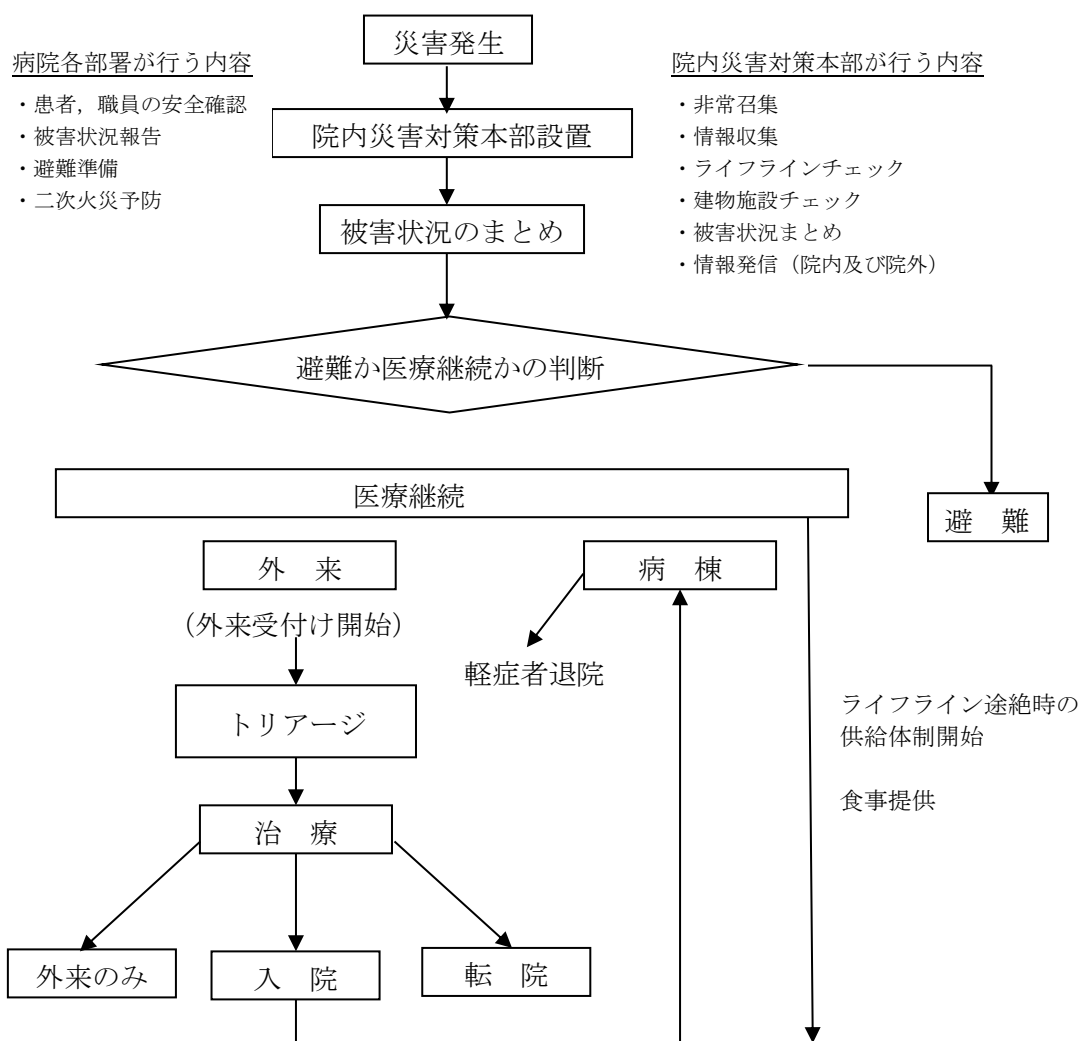 災害発生
病院各部署が行う内容
・患者，職員の安全確認
・被害状況報告
・避難準備
・二次火災予防
院内災害対策本部が行う内容
・非常召集
・情報収集
・ライフラインチェック
・建物施設チェック
・被害状況まとめ
・情報発信（院内及び院外）
院内災害対策本部設置
被害状況のまとめ
避難か医療継続かの判断
医療継続
避　難
外　来
病　棟
（外来受付け開始）
軽症者退院
トリアージ
ライフライン途絶時の
供給体制開始
食事提供
治　療
外来のみ
入　院
転　院